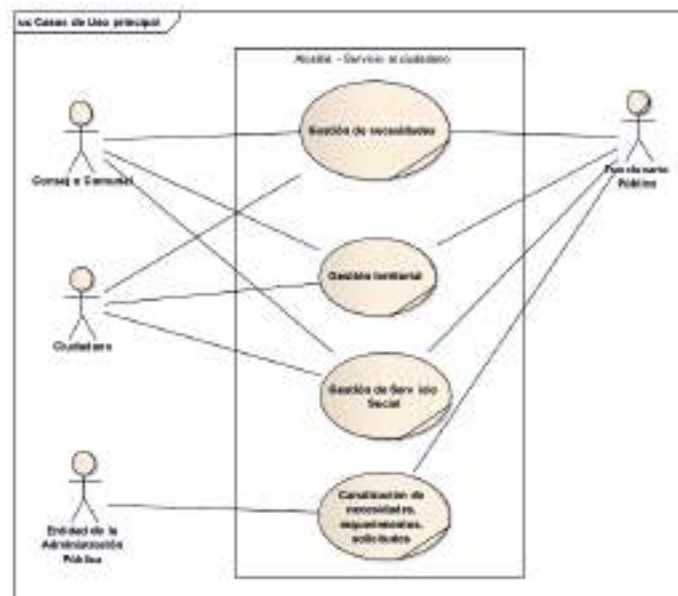 uc Casos de Uso principal
Alcaldía - Servicio al ciudadano
Gestión de necesidades
Consejo Comunal
Funcionario
Público
Gestión territorial
Ciudadano
Gestión de Servicio
Social
Canalización de
necesidades,
requerimientos,
solicitudes
Entidad de la
Administración
Pública